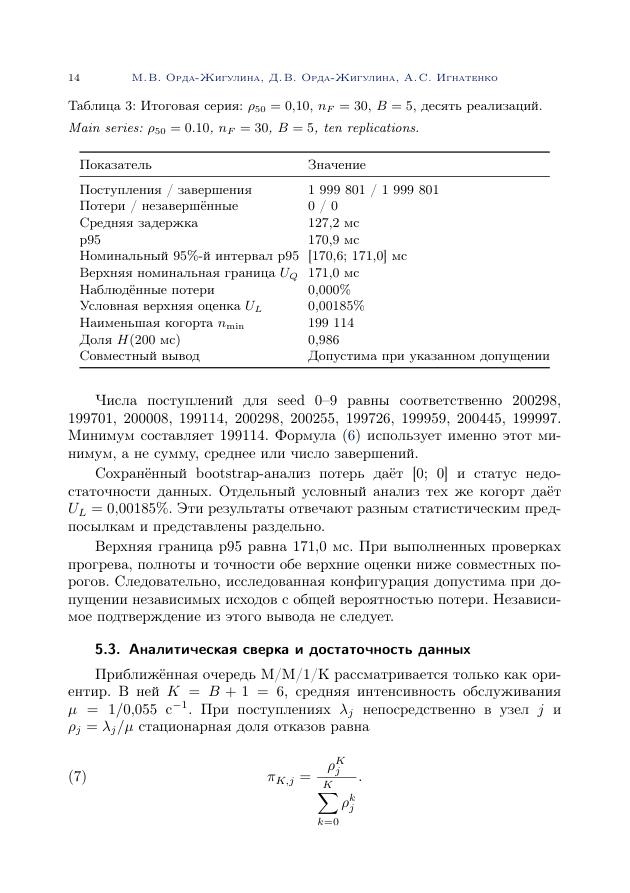 14 М. В. Орда-Жигулина, Д. В. Орда-Жигулина, А. С. Игнатенко
Таблица 3: Итоговая серия: ρ50 = 0,10, nF = 30, B = 5, десять реализаций.
Main series: ρ50 = 0.10, nF = 30, B = 5, ten replications.
Показатель Значение
Поступления / завершения 1 999 801 / 1 999 801
Потери / незавершённые 0 / 0
Средняя задержка 127,2 мс
p95 170,9 мс
Номинальный 95%-й интервал p95 [170,6; 171,0] мс
Верхняя номинальная граница UQ 171,0 мс
Наблюдённые потери 0,000%
Условная верхняя оценка UL 0,00185%
Наименьшая когорта nmin 199 114
Доля H(200 мс) 0,986
Совместный вывод Допустима при указанном допущении
Числа поступлений для seed 0–9 равны соответственно 200298,
199701, 200008, 199114, 200298, 200255, 199726, 199959, 200445, 199997.
Минимум составляет 199114. Формула (6) использует именно этот ми-
нимум, а не сумму, среднее или число завершений.
Сохранённый bootstrap-анализ потерь даёт [0; 0] и статус недо-
статочности данных. Отдельный условный анализ тех же когорт даёт
UL = 0,00185%. Эти результаты отвечают разным статистическим пред-
посылкам и представлены раздельно.
Верхняя граница p95 равна 171,0 мс. При выполненных проверках
прогрева, полноты и точности обе верхние оценки ниже совместных по-
рогов. Следовательно, исследованная конфигурация допустима при до-
пущении независимых исходов с общей вероятностью потери. Независи-
мое подтверждение из этого вывода не следует.
5.3. Аналитическая сверка и достаточность данных
Приближённая очередь M/M/1/K рассматривается только как ори-
ентир. В ней K = B + 1 = 6, средняя интенсивность обслуживания
μ = 1/0,055 с⁻¹. При поступлениях λj непосредственно в узел j и
ρj = λj/μ стационарная доля отказов равна
(7) πK,j = ρj^K / ∑_{k=0}^{K} ρj^k .